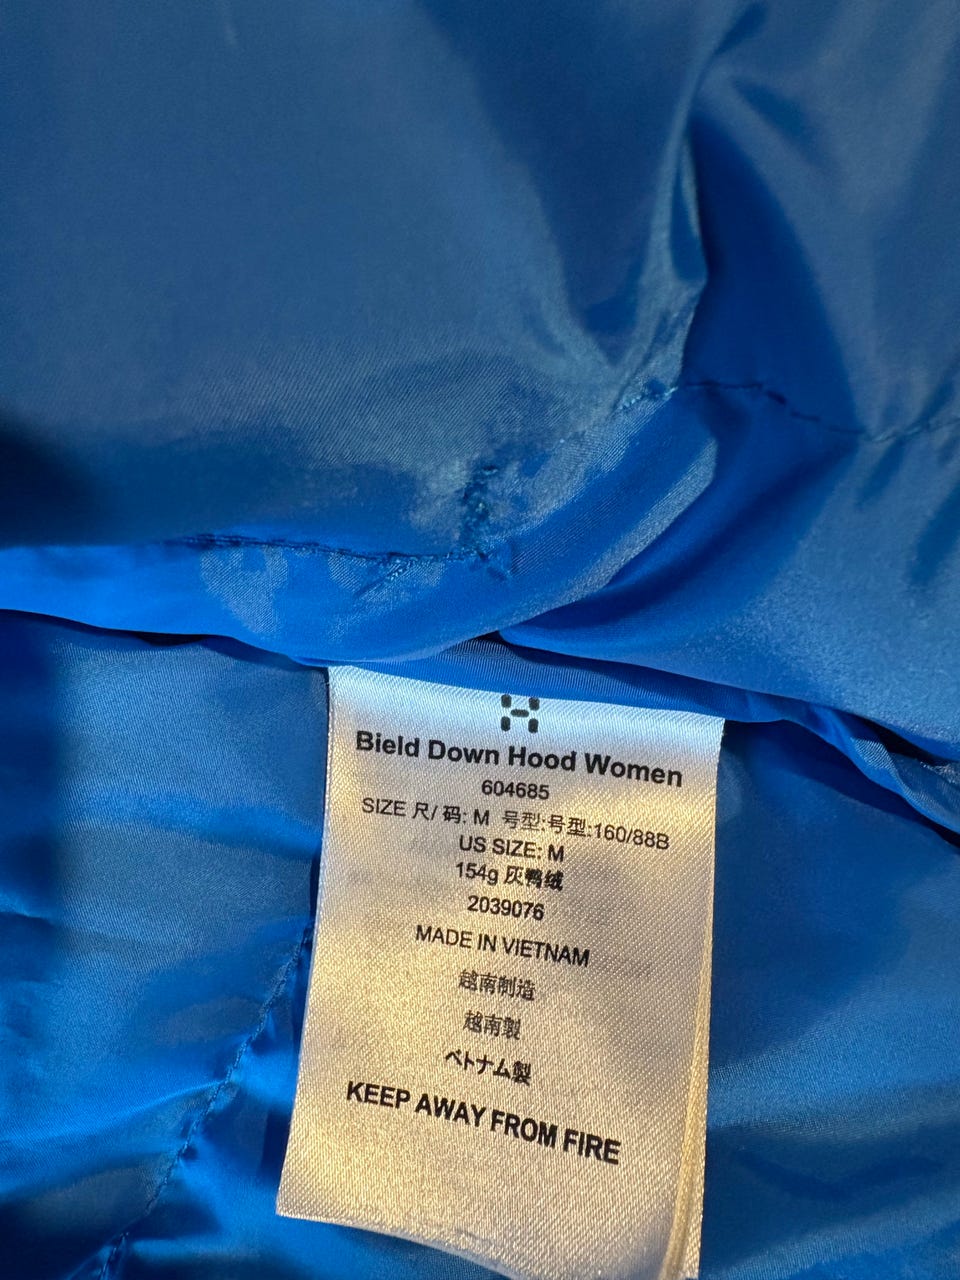 Bield Down Hood Women
604685
SIZE 尺/ 码: M 号型:号型:160/88B
US SIZE: M
154g 灰鸭绒
2039076
MADE IN VIETNAM
越南制造
越南製
ベトナム製
KEEP AWAY FROM FIRE